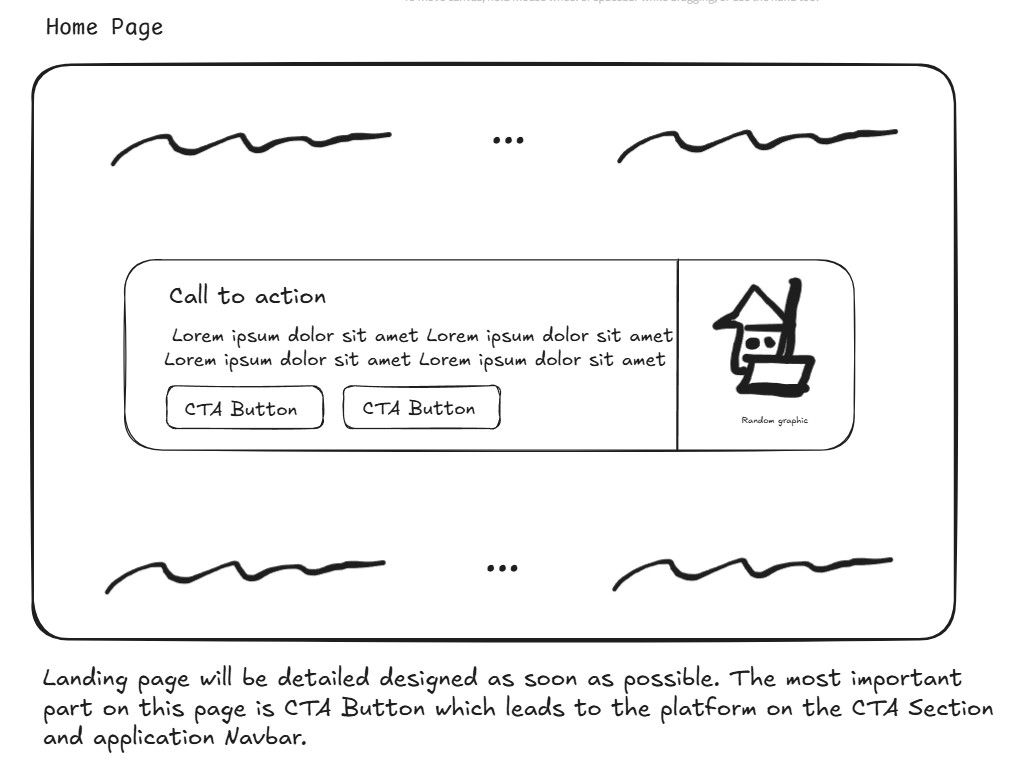 Home Page
Call to action
Lorem ipsum dolor sit amet Lorem ipsum dolor sit amet
Lorem ipsum dolor sit amet Lorem ipsum dolor sit amet
CTA Button CTA Button
Random graphic
Landing page will be detailed designed as soon as possible. The most important
part on this page is CTA Button which leads to the platform on the CTA Section
and application Navbar.